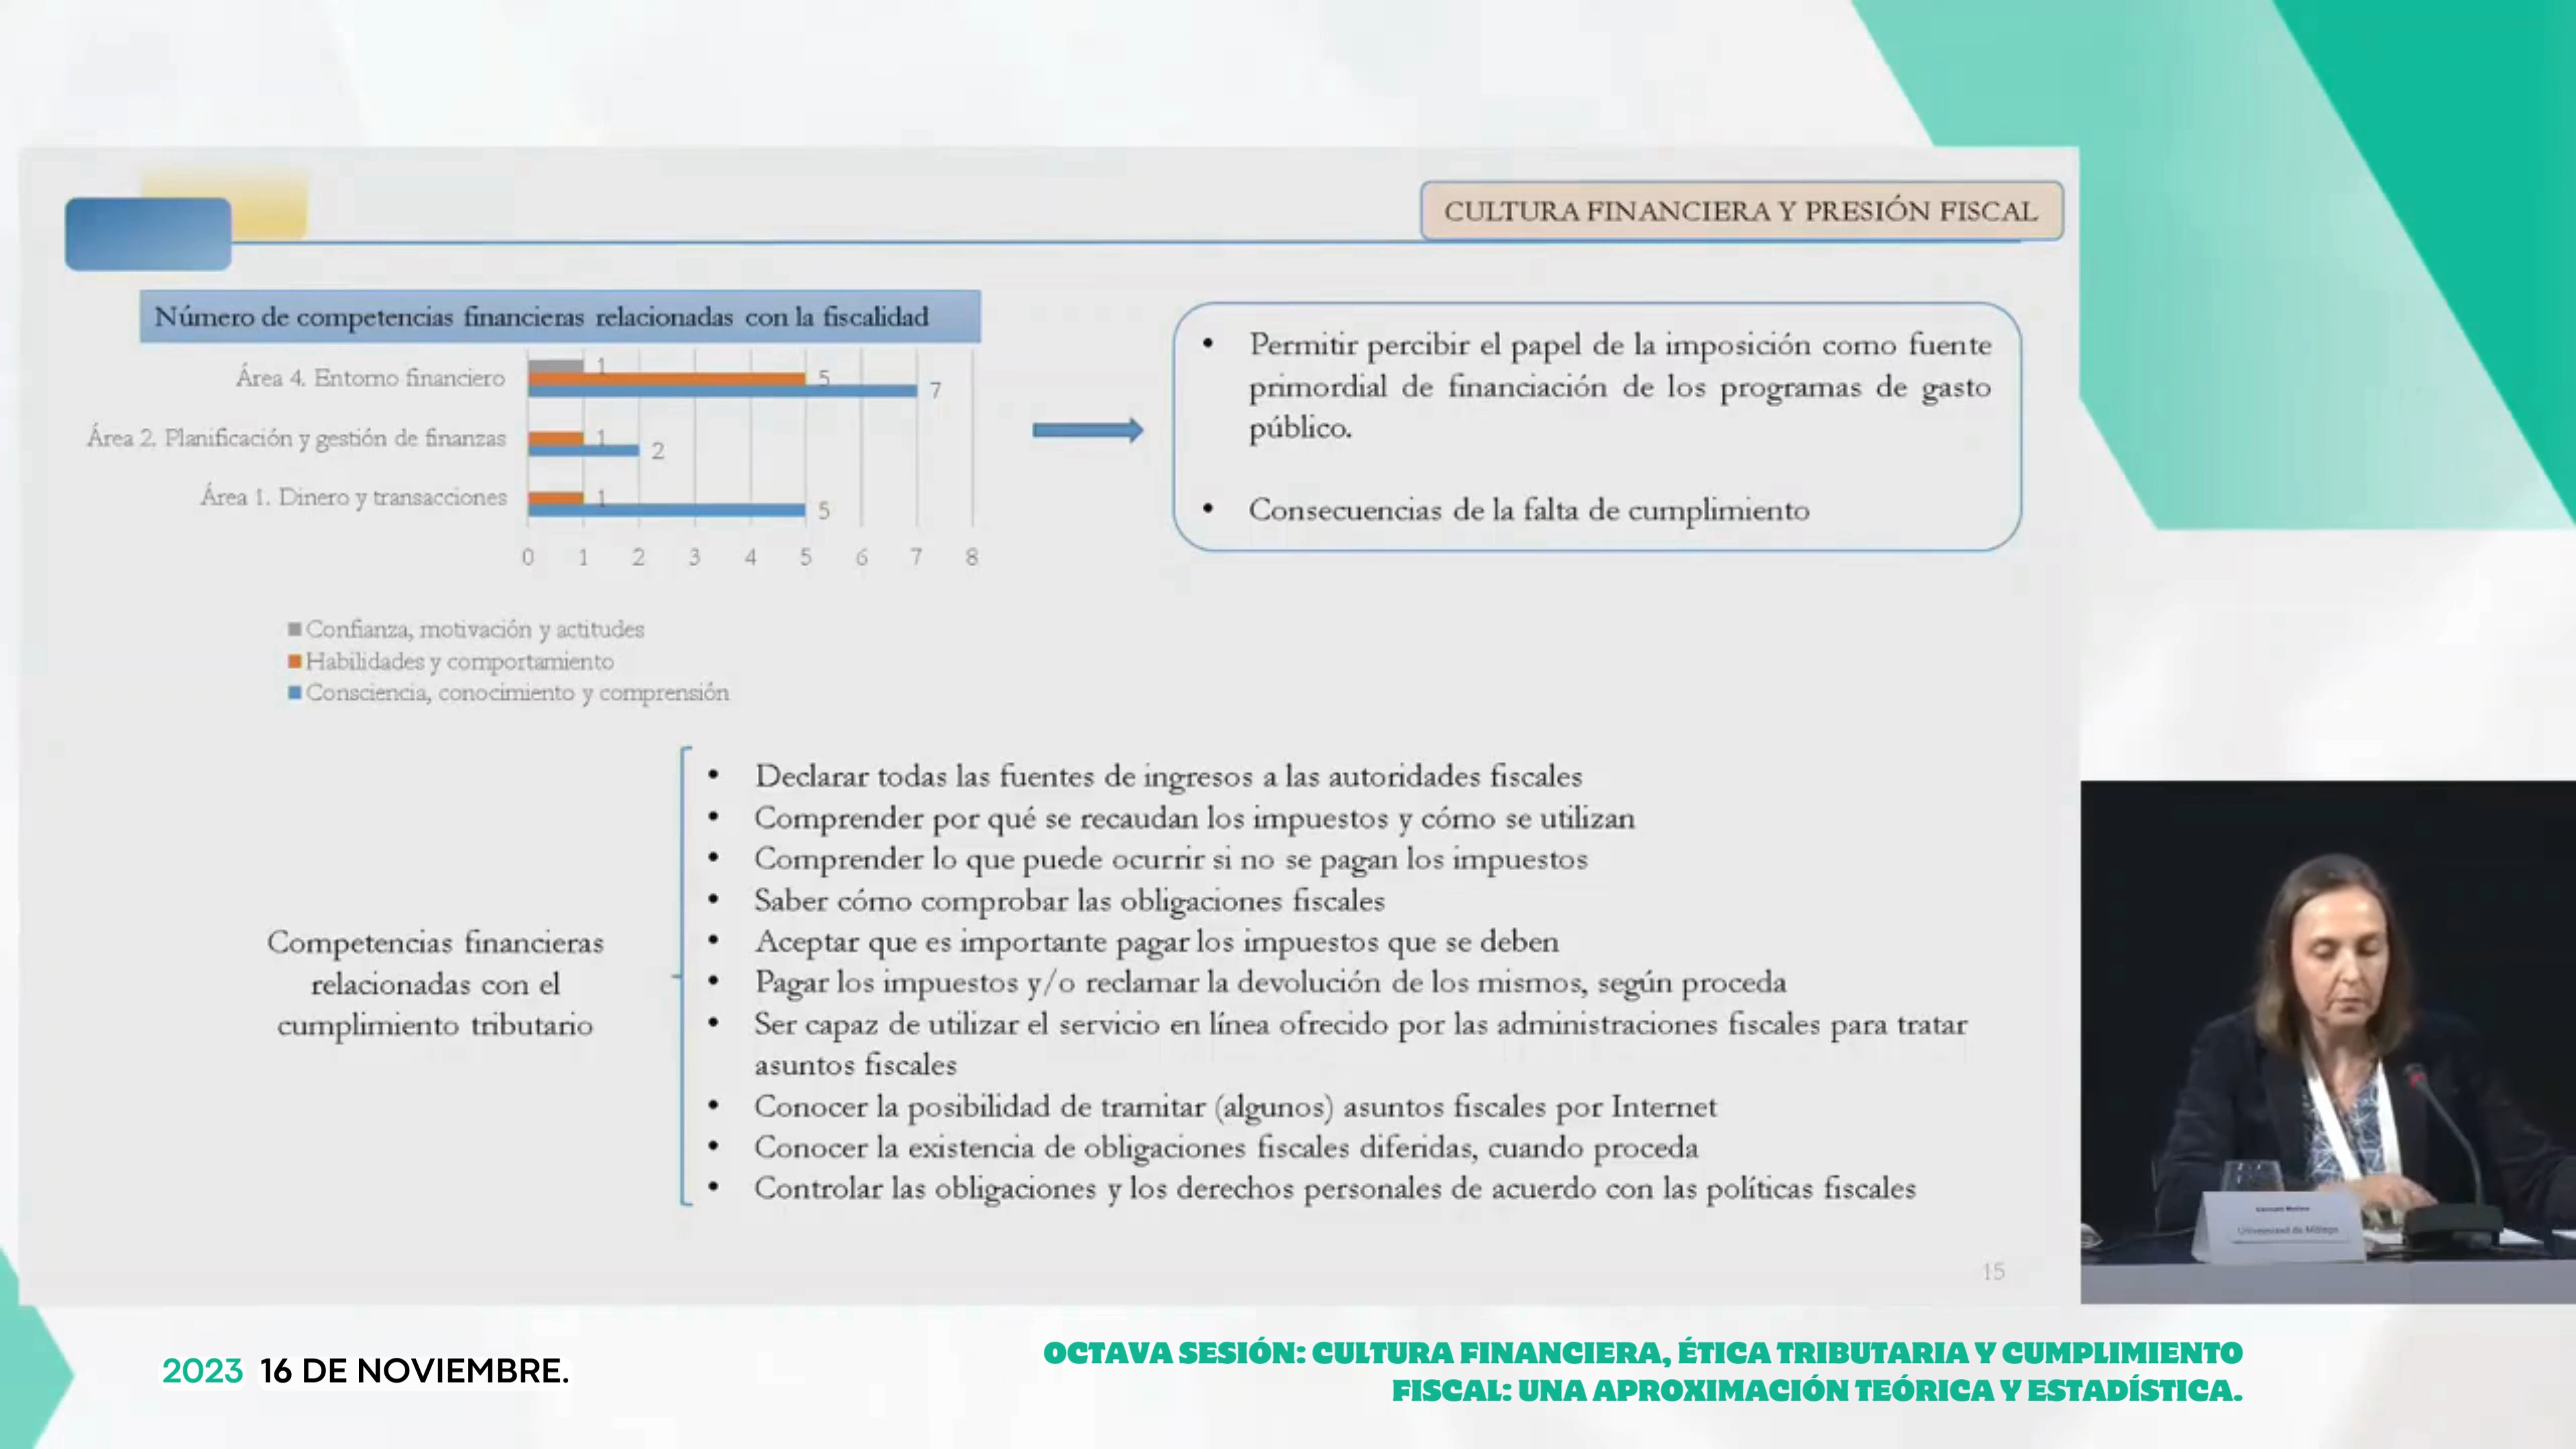 CULTURA FINANCIERA Y PRESIÓN FISCAL
Número de competencias financieras relacionadas con la fiscalidad
Área 4. Entorno financiero
1
5
7
Área 2. Planificación y gestión de finanzas
1
2
Área 1. Dinero y transacciones
1
5
0 1 2 3 4 5 6 7 8
Confianza, motivación y actitudes
Habilidades y comportamiento
Consciencia, conocimiento y comprensión
• Permitir percibir el papel de la imposición como fuente
primordial de financiación de los programas de gasto
público.
• Consecuencias de la falta de cumplimiento
Competencias financieras
relacionadas con el
cumplimiento tributario
• Declarar todas las fuentes de ingresos a las autoridades fiscales
• Comprender por qué se recaudan los impuestos y cómo se utilizan
• Comprender lo que puede ocurrir si no se pagan los impuestos
• Saber cómo comprobar las obligaciones fiscales
• Aceptar que es importante pagar los impuestos que se deben
• Pagar los impuestos y/o reclamar la devolución de los mismos, según proceda
• Ser capaz de utilizar el servicio en línea ofrecido por las administraciones fiscales para tratar
asuntos fiscales
• Conocer la posibilidad de tramitar (algunos) asuntos fiscales por Internet
• Conocer la existencia de obligaciones fiscales diferidas, cuando proceda
• Controlar las obligaciones y los derechos personales de acuerdo con las políticas fiscales
15
Universidad de Málaga
2023 16 DE NOVIEMBRE.
OCTAVA SESIÓN: CULTURA FINANCIERA, ÉTICA TRIBUTARIA Y CUMPLIMIENTO
FISCAL: UNA APROXIMACIÓN TEÓRICA Y ESTADÍSTICA.